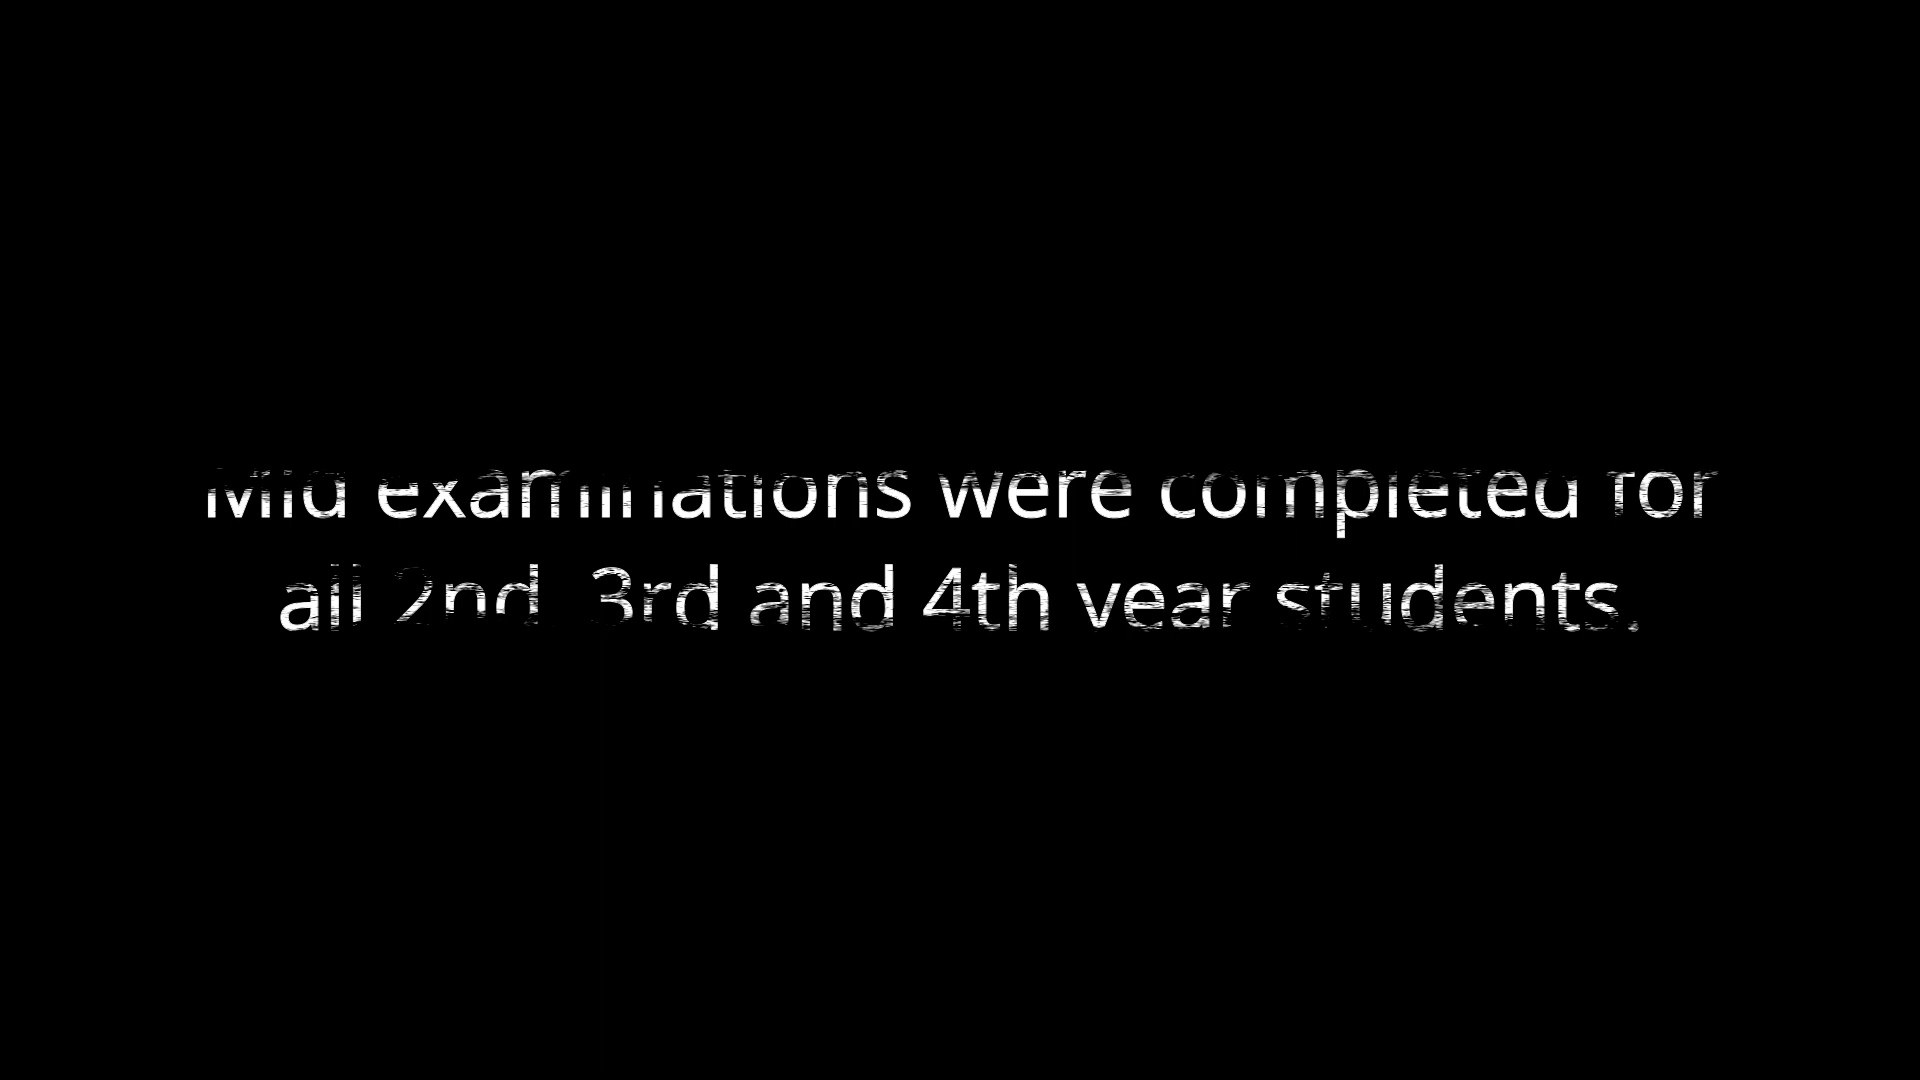 Mid examinations were completed for
all 2nd, 3rd and 4th year students.